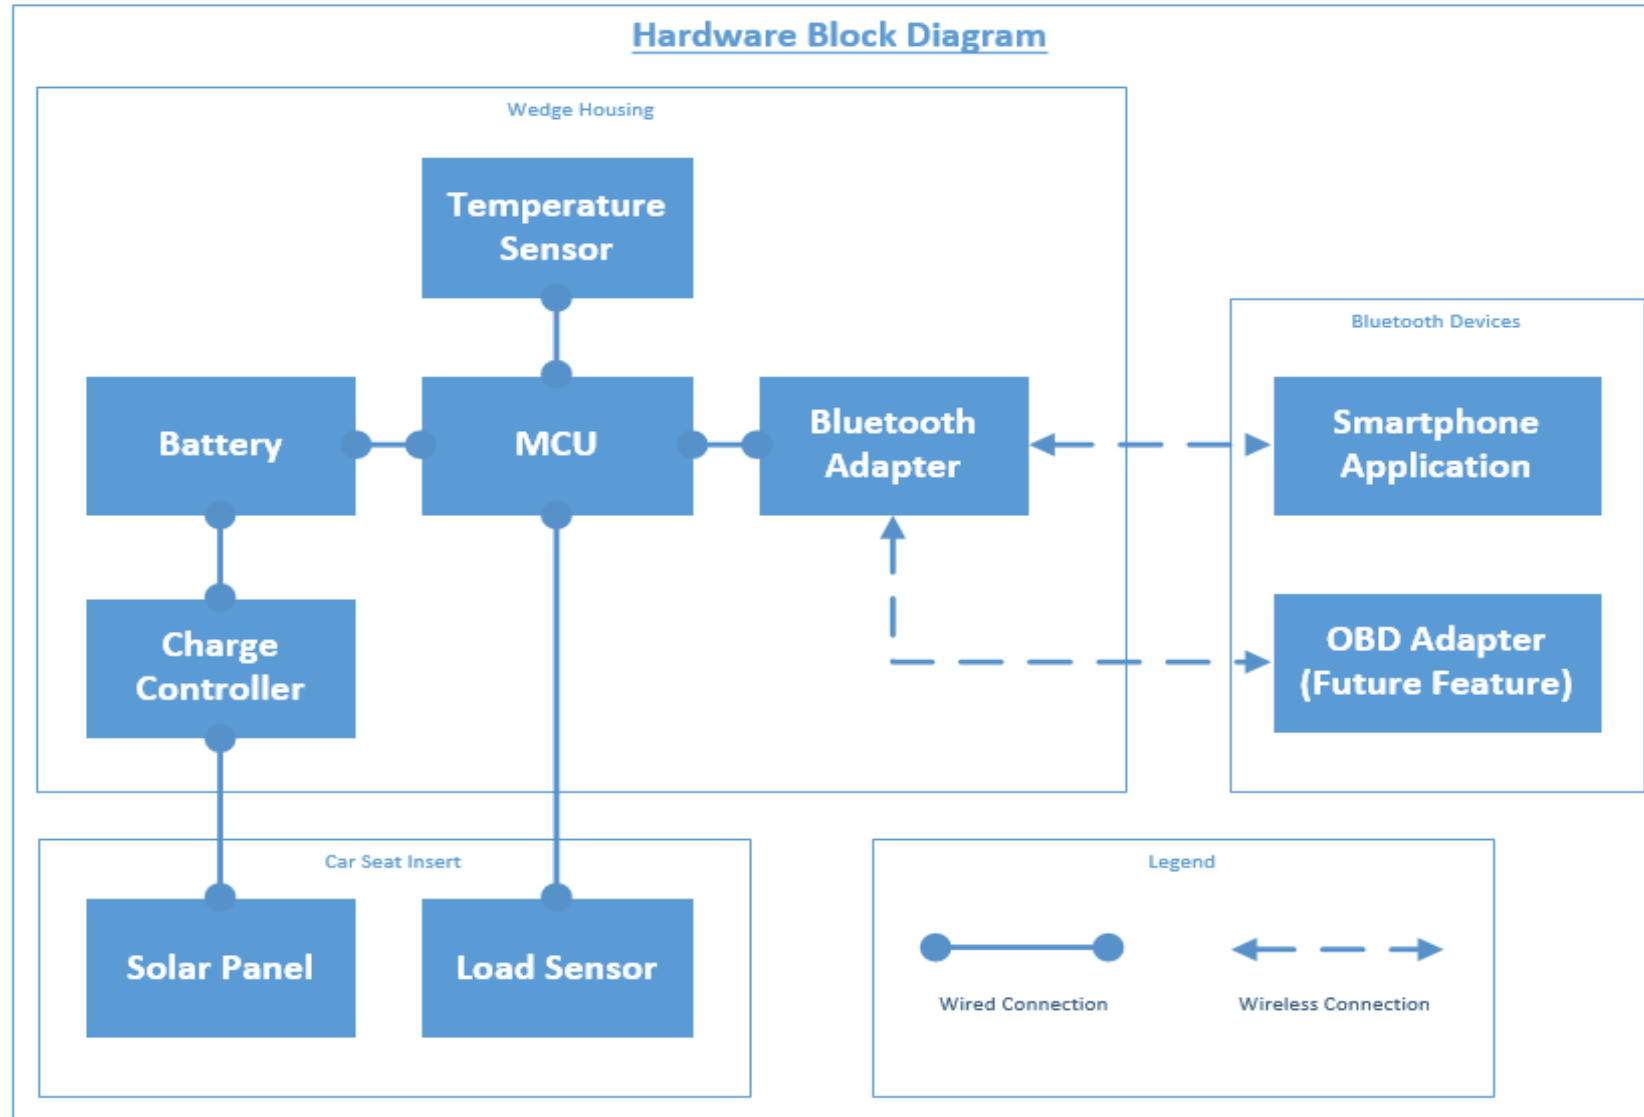 Hardware Block Diagram
Wedge Housing
Temperature
Sensor
Battery
MCU
Bluetooth
Adapter
Charge
Controller
Bluetooth Devices
Smartphone
Application
OBD Adapter
(Future Feature)
Car Seat Insert
Solar Panel
Load Sensor
Legend
Wired Connection
Wireless Connection